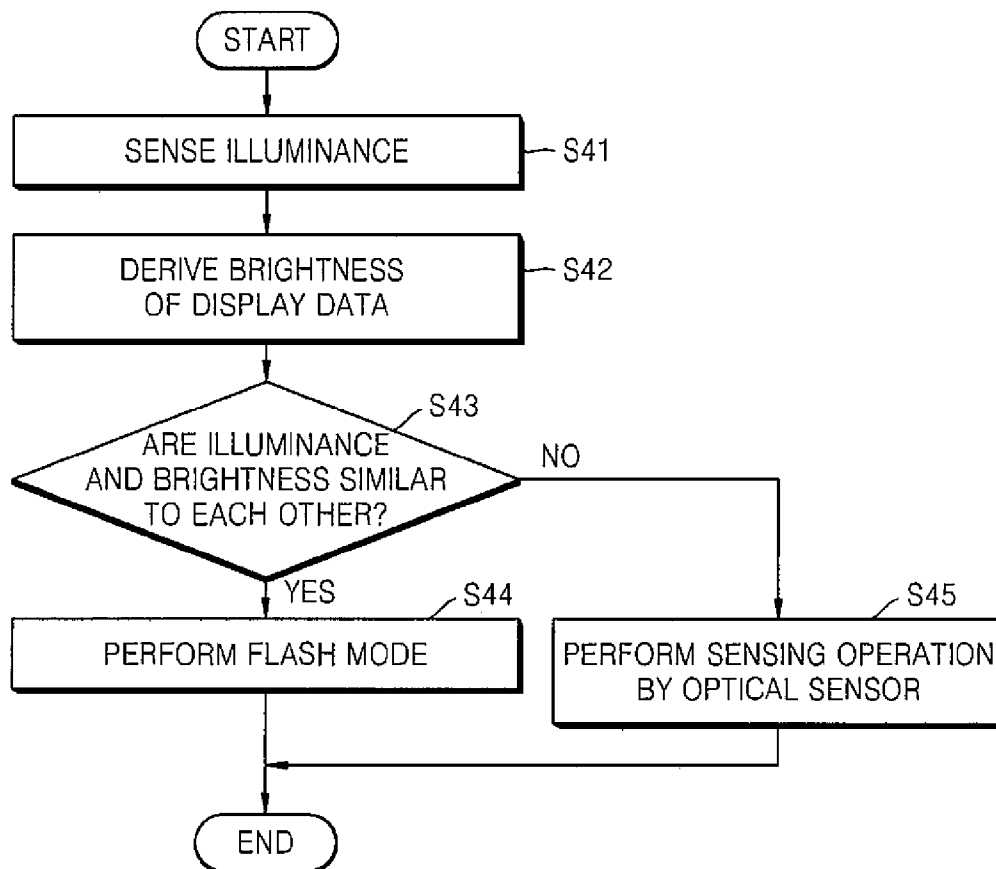 START
SENSE ILLUMINANCE
S41
DERIVE BRIGHTNESS
OF DISPLAY DATA
S42
S43
ARE ILLUMINANCE
AND BRIGHTNESS SIMILAR
TO EACH OTHER?
NO
YES
S44
PERFORM FLASH MODE
S45
PERFORM SENSING OPERATION
BY OPTICAL SENSOR
END